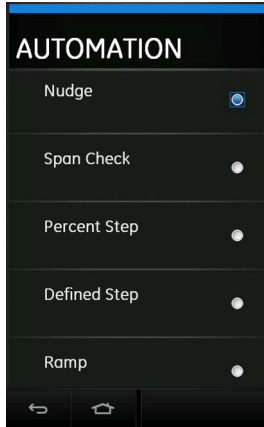 AUTOMATION
Nudge
Span Check
Percent Step
Defined Step
Ramp